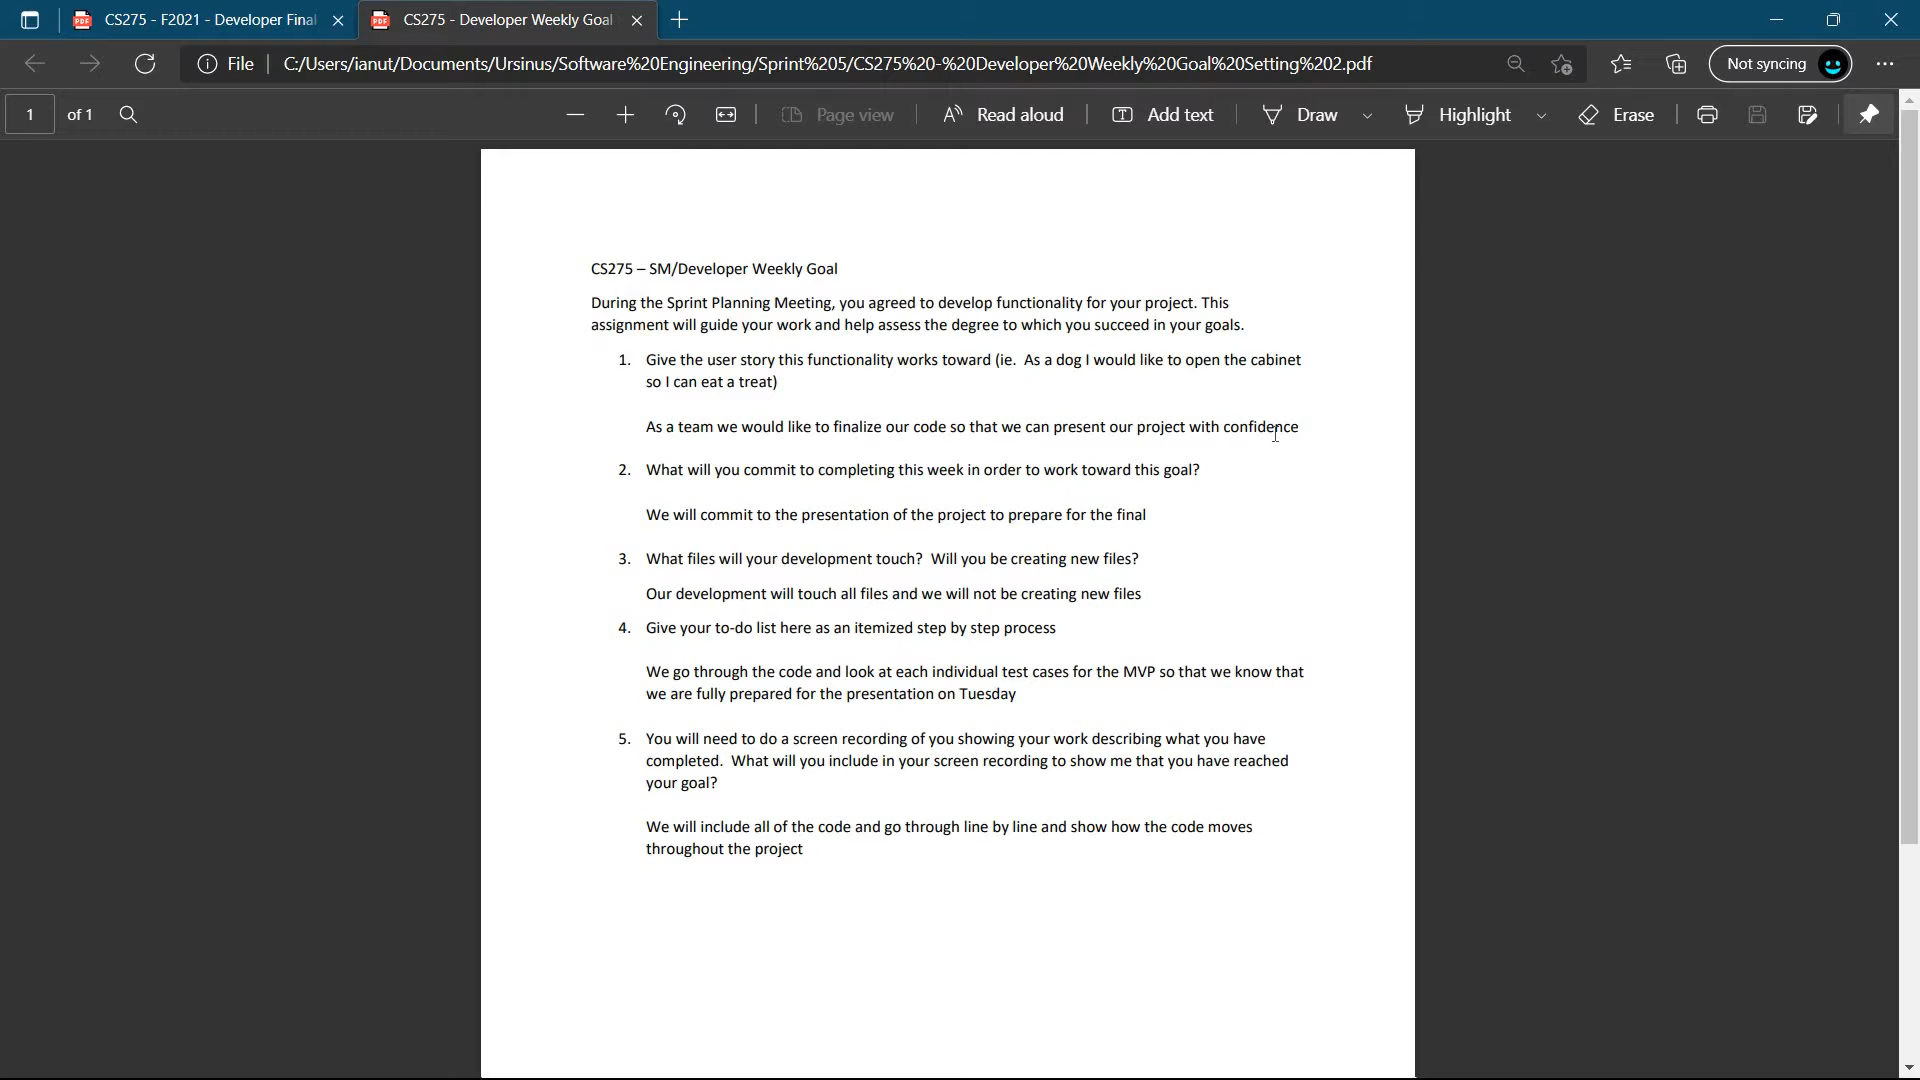 CS275 - F2021 - Developer Final
CS275 - Developer Weekly Goal
File
C:/Users/ianut/Documents/Ursinus/Software%20Engineering/Sprint%205/CS275%20-%20Developer%20Weekly%20Goal%20Setting%202.pdf
Not syncing
1 of 1
Page view
Read aloud
Add text
Draw
Highlight
Erase
CS275 – SM/Developer Weekly Goal
During the Sprint Planning Meeting, you agreed to develop functionality for your project. This
assignment will guide your work and help assess the degree to which you succeed in your goals.
1. Give the user story this functionality works toward (ie. As a dog I would like to open the cabinet
so I can eat a treat)
As a team we would like to finalize our code so that we can present our project with confidence
2. What will you commit to completing this week in order to work toward this goal?
We will commit to the presentation of the project to prepare for the final
3. What files will your development touch? Will you be creating new files?
Our development will touch all files and we will not be creating new files
4. Give your to-do list here as an itemized step by step process
We go through the code and look at each individual test cases for the MVP so that we know that
we are fully prepared for the presentation on Tuesday
5. You will need to do a screen recording of you showing your work describing what you have
completed. What will you include in your screen recording to show me that you have reached
your goal?
We will include all of the code and go through line by line and show how the code moves
throughout the project